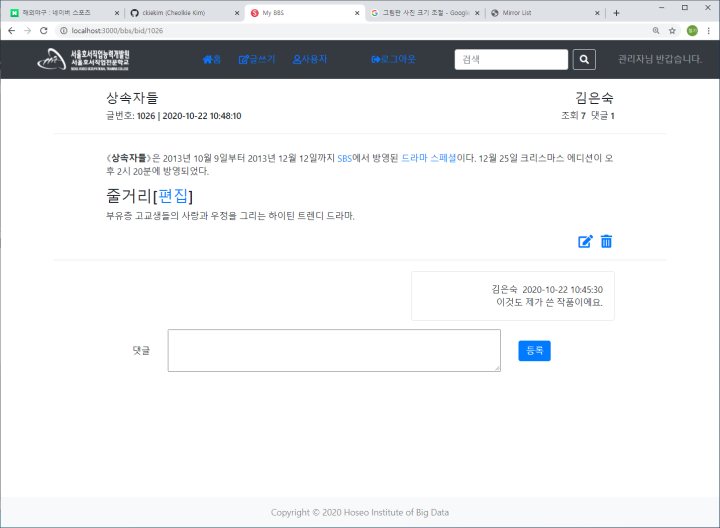 해외야구 : 네이버 스포츠
ckiekim (Cheolkie Kim)
My BBS
그림판 사진 크기 조절 - Google
Mirror List
localhost:3000/bbs/bid/1026
서울호서직업능력개발원
서울호서직업전문학교
홈 글쓰기 사용자 로그아웃 검색 관리자님 반갑습니다.
상속자들 김은숙
글번호: 1026 | 2020-10-22 10:48:10 조회 7 댓글 1
《상속자들》은 2013년 10월 9일부터 2013년 12월 12일까지 SBS에서 방영된 드라마 스페셜이다. 12월 25일 크리스마스 에디션이 오
후 2시 20분에 방영되었다.
줄거리[편집]
부유층 고교생들의 사랑과 우정을 그리는 하이틴 트렌디 드라마.
김은숙 2020-10-22 10:45:30
이것도 제가 쓴 작품이에요.
댓글 등록
Copyright © 2020 Hoseo Institute of Big Data